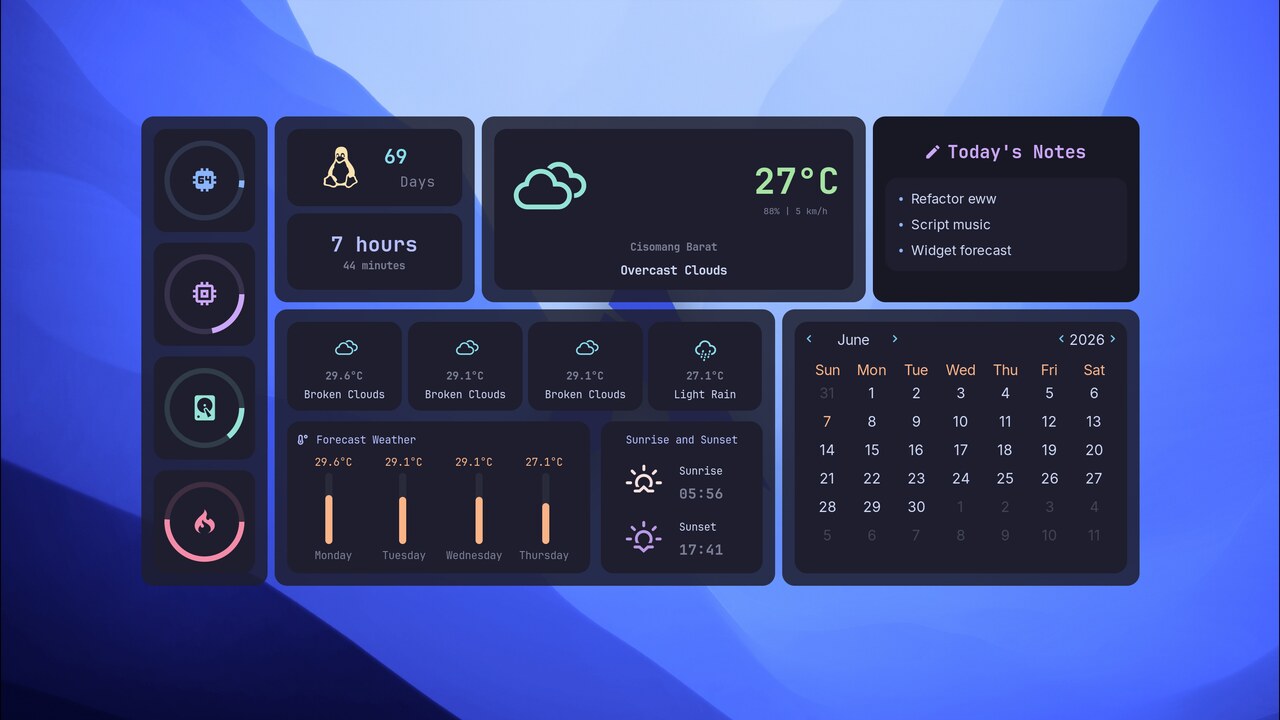 64
69
Days
7 hours
44 minutes
27°C
88% | 5 km/h
Cisomang Barat
Overcast Clouds
Today's Notes
• Refactor eww
• Script music
• Widget forecast
29.6°C
Broken Clouds
29.1°C
Broken Clouds
29.1°C
Broken Clouds
27.1°C
Light Rain
Forecast Weather
29.6°C 29.1°C 29.1°C 27.1°C
Monday Tuesday Wednesday Thursday
Sunrise and Sunset
Sunrise
05:56
Sunset
17:41
‹ June › ‹ 2026 ›
Sun Mon Tue Wed Thu Fri Sat
31 1 2 3 4 5 6
7 8 9 10 11 12 13
14 15 16 17 18 19 20
21 22 23 24 25 26 27
28 29 30 1 2 3 4
5 6 7 8 9 10 11